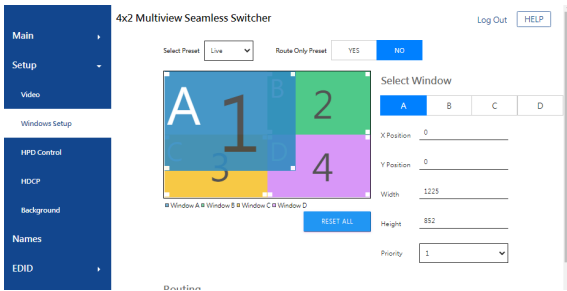 4x2 Multiview Seamless Switcher
Log Out HELP
Main
Setup
Video
Windows Setup
HPD Control
HDCP
Background
Names
EDID
Select Preset Live Route Only Preset YES NO
A 1 B 2
C 3 D 4
Window A Window B Window C Window D
RESET ALL
Select Window
A B C D
X Position 0
Y Position 0
Width 1225
Height 852
Priority 1
Routing